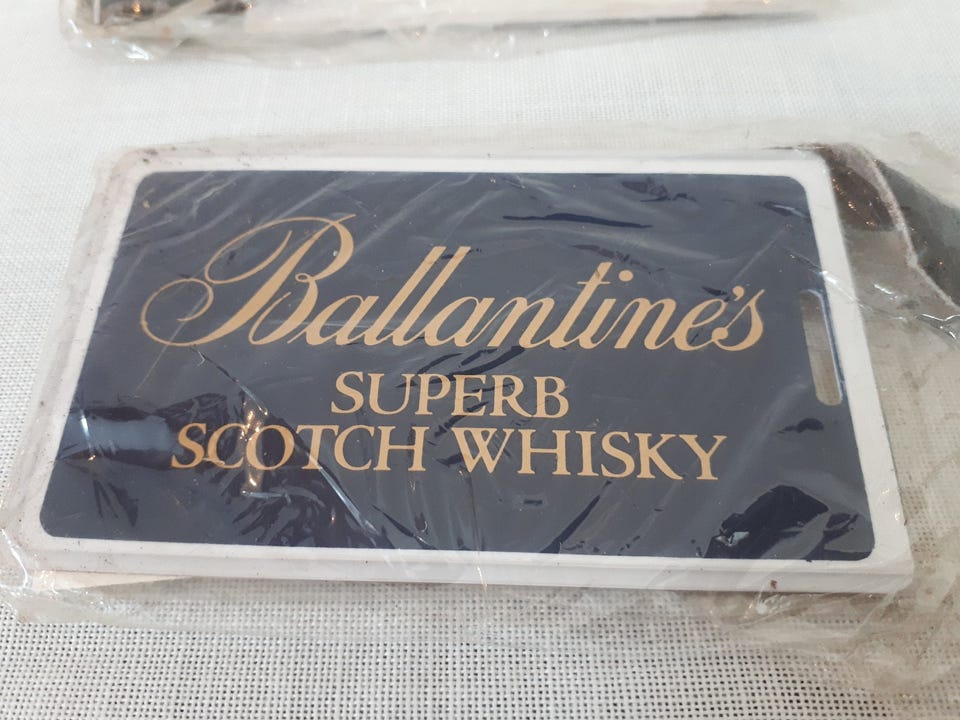 Ballantine's
SUPERB
SCOTCH WHISKY